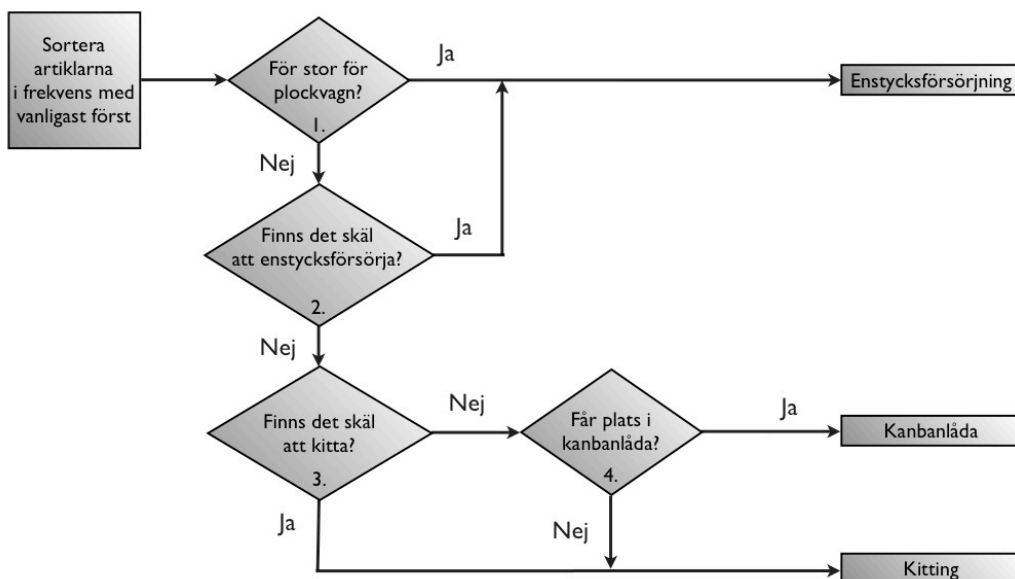 Sortera
artiklarna
i frekvens med
vanligast först
För stor för
plockvagn?
1.
Ja
Enstycksförsörjning
Nej
Finns det skäl
att enstycksförsörja?
2.
Ja
Nej
Finns det skäl
att kitta?
3.
Nej
Får plats i
kanbanlåda?
4.
Ja
Kanbanlåda
Ja
Nej
Kitting